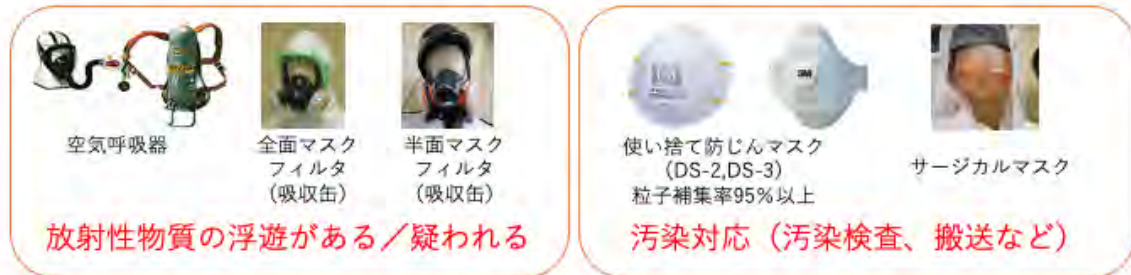 空気呼吸器
全面マスク
フィルタ
(吸収缶)
半面マスク
フィルタ
(吸収缶)
放射性物質の浮遊がある／疑われる
3M
使い捨て防じんマスク
(DS-2,DS-3)
粒子補集率95%以上
サージカルマスク
汚染対応（汚染検査、搬送など）